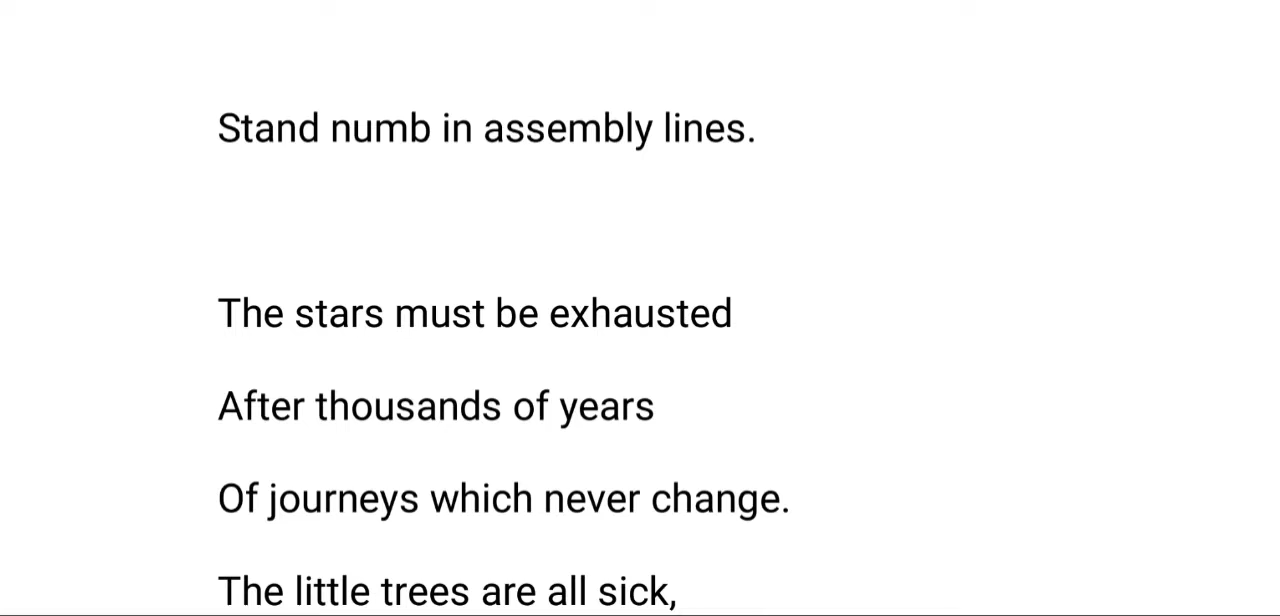 Stand numb in assembly lines.
The stars must be exhausted
After thousands of years
Of journeys which never change.
The little trees are all sick,